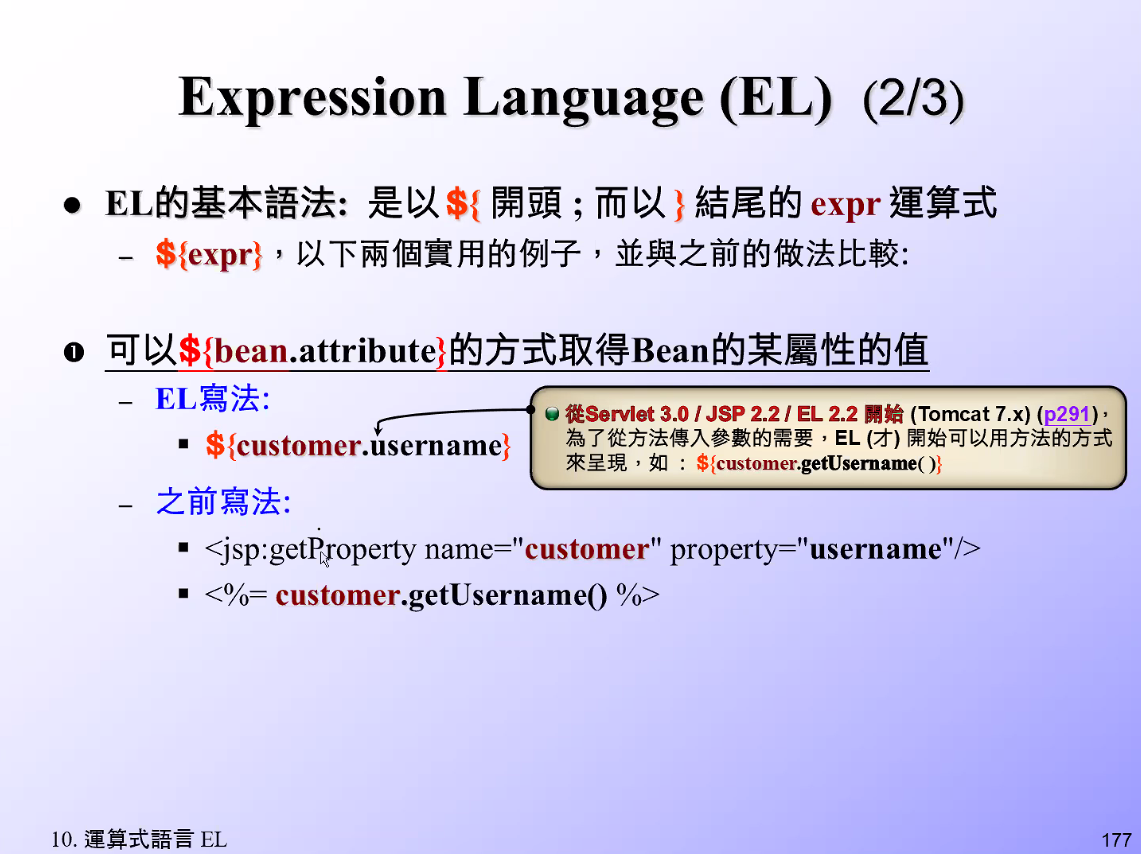 Expression Language (EL) (2/3)
● EL的基本語法: 是以 ${ 開頭 ; 而以 } 結尾的 expr 運算式
– ${expr}，以下兩個實用的例子，並與之前的做法比較:
❶ 可以${bean.attribute}的方式取得Bean的某屬性的值
– EL寫法:
▪ ${customer.username}
從Servlet 3.0 / JSP 2.2 / EL 2.2 開始 (Tomcat 7.x) (p291)，
為了從方法傳入參數的需要，EL (才) 開始可以用方法的方式
來呈現，如 : ${customer.getUsername( )}
– 之前寫法:
▪ <jsp:getProperty name="customer" property="username"/>
▪ <%= customer.getUsername() %>
10. 運算式語言 EL
177